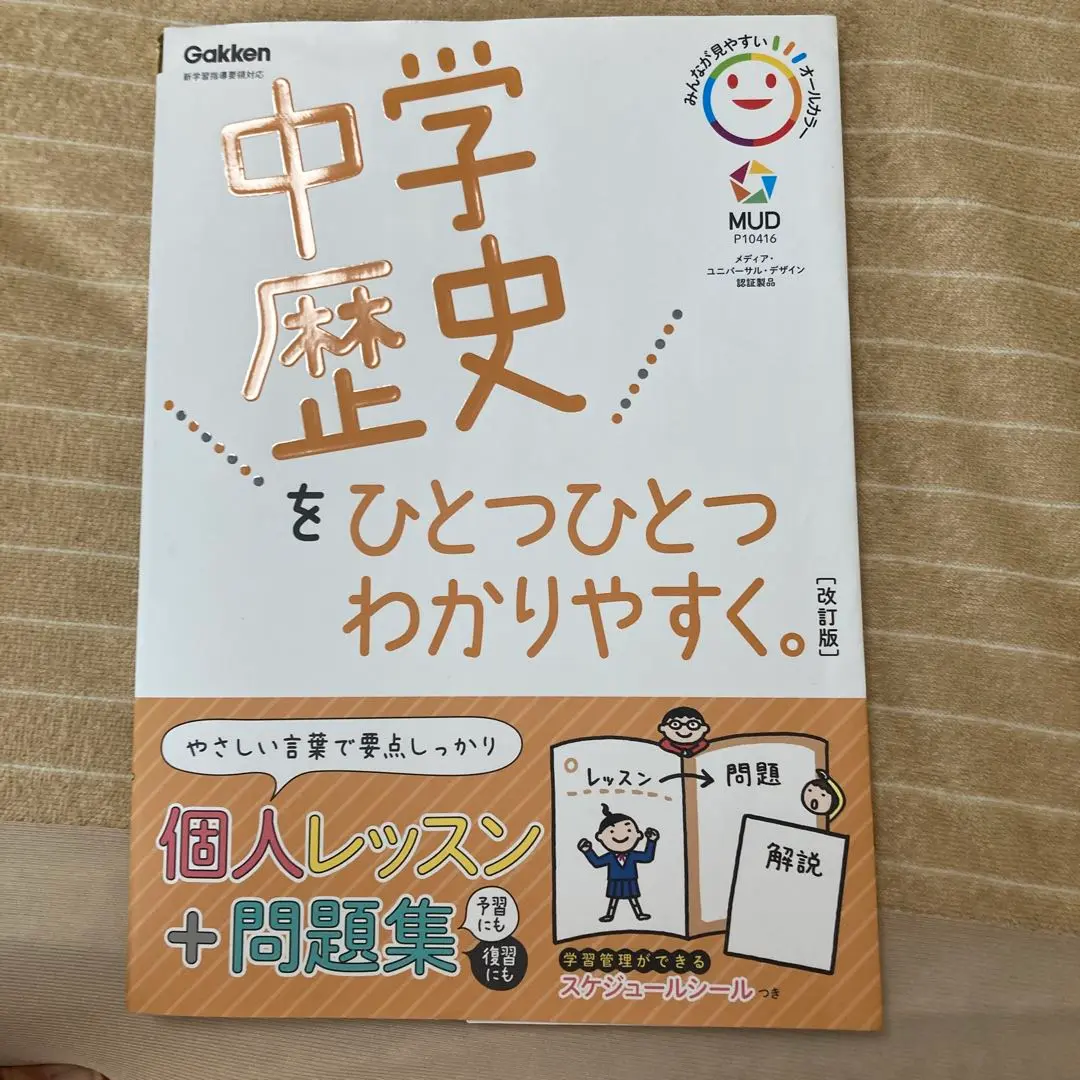 Gakken
新学習指導要領対応
みんなが見やすい
オールカラー
MUD
P10416
メディア・
ユニバーサル・デザイン
認証製品
中学
歴史
を ひとつひとつ
わかりやすく。
[改訂版]
やさしい言葉で要点しっかり
個人レッスン
+問題集
予習にも
復習にも
レッスン
問題
解説
学習管理ができる
スケジュールシールつき